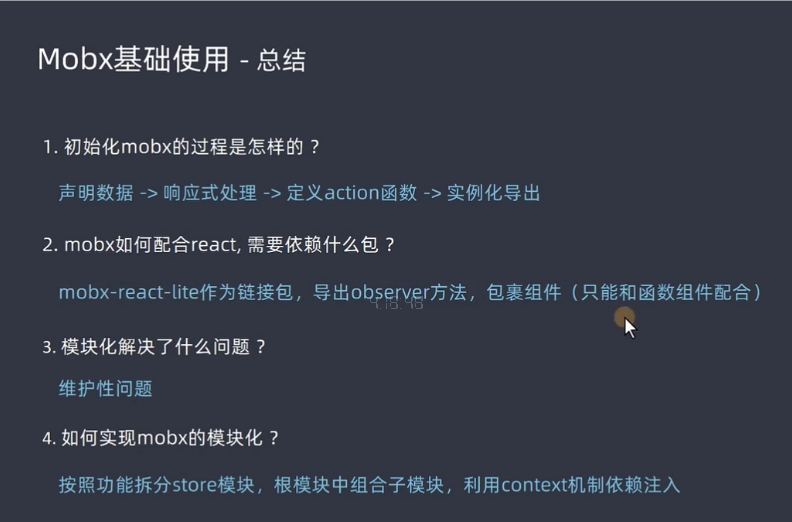 Mobx基础使用 - 总结
1. 初始化mobx的过程是怎样的 ?
声明数据 -> 响应式处理 -> 定义action函数 -> 实例化导出
2. mobx如何配合react, 需要依赖什么包 ?
mobx-react-lite作为链接包，导出observer方法，包裹组件（只能和函数组件配合）
3. 模块化解决了什么问题 ?
维护性问题
4. 如何实现mobx的模块化 ?
按照功能拆分store模块，根模块中组合子模块，利用context机制依赖注入